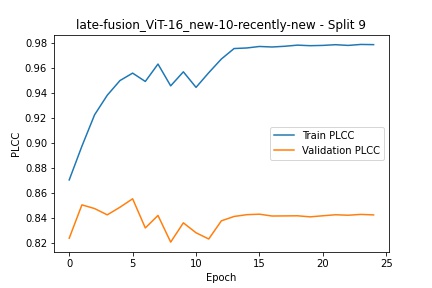 late-fusion_ViT-16_new-10-recently-new - Split 9
0.98
0.96
0.94
0.92
0.90
0.88
0.86
0.84
0.82
PLCC
Train PLCC
Validation PLCC
0 5 10 15 20 25
Epoch